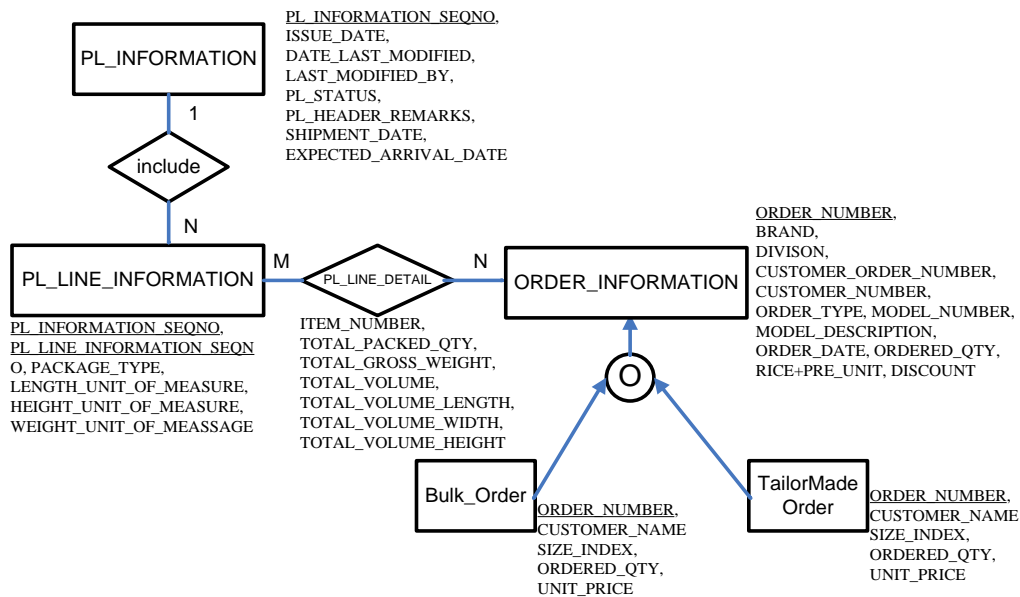 PL_INFORMATION
PL_INFORMATION_SEQNO,
ISSUE_DATE,
DATE_LAST_MODIFIED,
LAST_MODIFIED_BY,
PL_STATUS,
PL_HEADER_REMARKS,
SHIPMENT_DATE,
EXPECTED_ARRIVAL_DATE
1
include
N
PL_LINE_INFORMATION
M
PL_LINE_DETAIL
N
ORDER_INFORMATION
ORDER_NUMBER,
BRAND,
DIVISON,
CUSTOMER_ORDER_NUMBER,
CUSTOMER_NUMBER,
ORDER_TYPE, MODEL_NUMBER,
MODEL_DESCRIPTION,
ORDER_DATE, ORDERED_QTY,
RICE+PRE_UNIT, DISCOUNT
PL_INFORMATION_SEQNO,
PL_LINE_INFORMATION_SEQN
O, PACKAGE_TYPE,
LENGTH_UNIT_OF_MEASURE,
HEIGHT_UNIT_OF_MEASURE,
WEIGHT_UNIT_OF_MEASSAGE
ITEM_NUMBER,
TOTAL_PACKED_QTY,
TOTAL_GROSS_WEIGHT,
TOTAL_VOLUME,
TOTAL_VOLUME_LENGTH,
TOTAL_VOLUME_WIDTH,
TOTAL_VOLUME_HEIGHT
O
Bulk_Order
ORDER_NUMBER,
CUSTOMER_NAME
SIZE_INDEX,
ORDERED_QTY,
UNIT_PRICE
TailorMade
Order
ORDER_NUMBER,
CUSTOMER_NAME
SIZE_INDEX,
ORDERED_QTY,
UNIT_PRICE